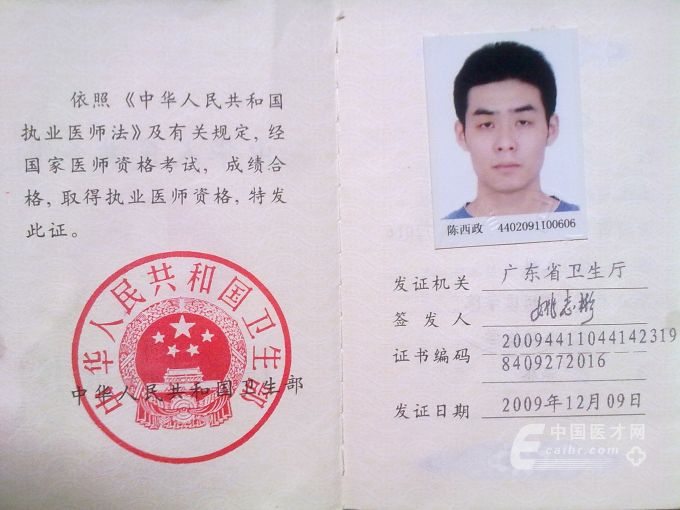 依照《中华人民共和国
执业医师法》及有关规定,经
国家医师资格考试,成绩合
格,取得执业医师资格,特发
此证。
中华人民共和国卫生部
中华人民共和国卫生部
陈西政 4402091100606
发证机关 广东省卫生厅
签发人 姚志彬
证书编码 20094411044142319
8409272016
发证日期 2009年12月09日
中国医才网
caihr.com